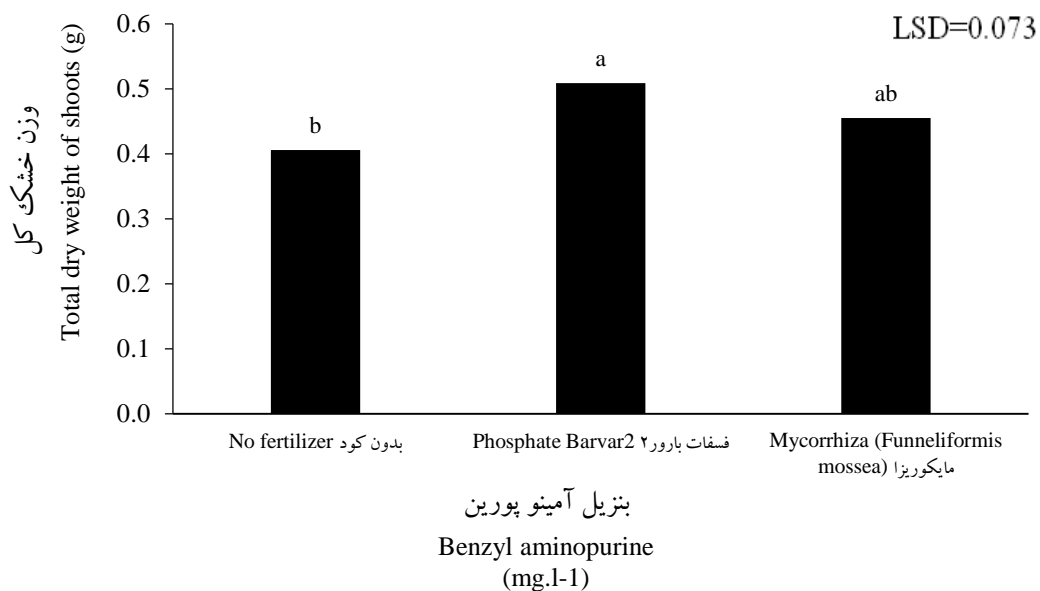 LSD=0.073
وزن خشک کل
Total dry weight of shoots (g)
0.6
0.5
0.4
0.3
0.2
0.1
0.0
b
a
ab
No fertilizer بدون کود
Phosphate Barvar2 فسفات بارور۲
Mycorrhiza (Funneliformis
mossea) مایکوریزا
بنزیل آمینو پورین
Benzyl aminopurine
(mg.l-1)